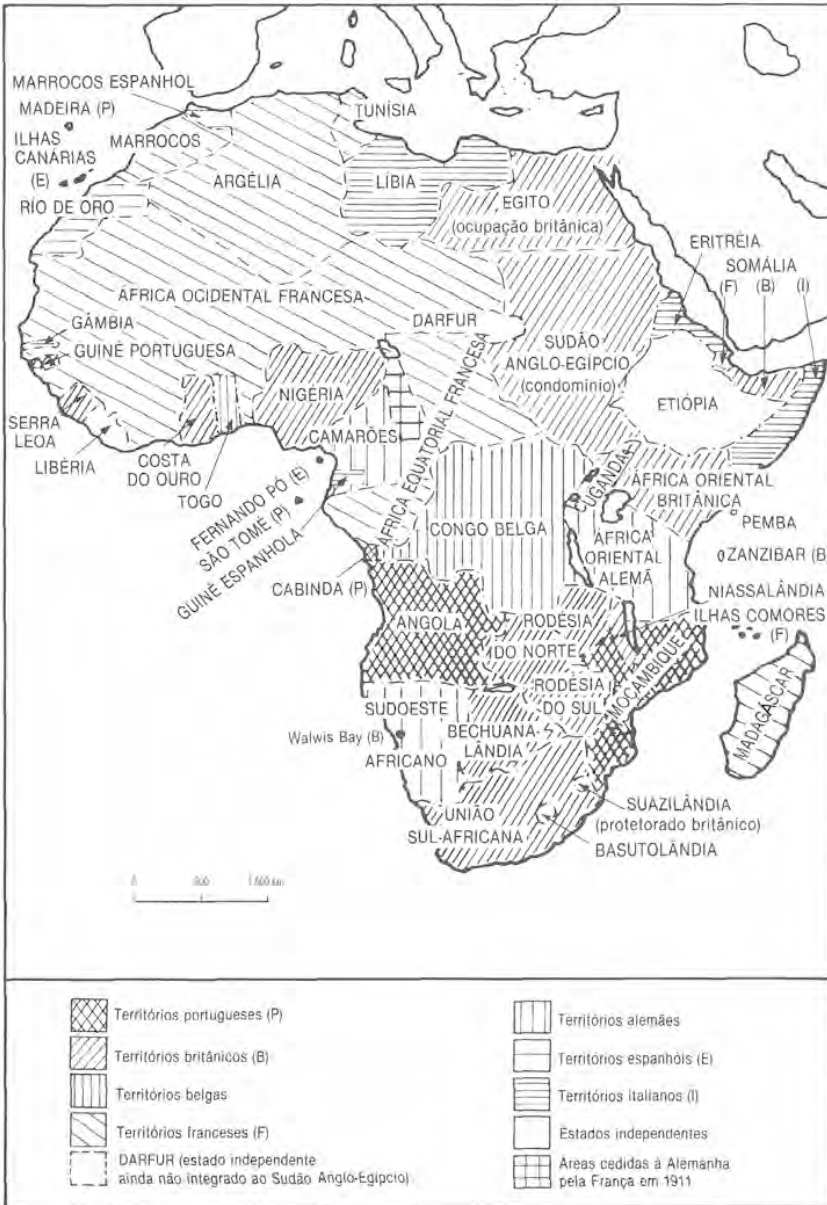 MARROCOS ESPANHOL
MADEIRA (P)
TUNÍSIA
ILHAS
CANÁRIAS
(E)
MARROCOS
ARGÉLIA
LÍBIA
RÍO DE ORO
EGITO
(ocupação britânica)
ERITRÉIA
SOMÁLIA
(F) (B) (I)
ÁFRICA OCIDENTAL FRANCESA
GÂMBIA
GUINÉ PORTUGUESA
DARFUR
SUDÃO
ANGLO-EGÍPCIO
(condomínio)
NIGÉRIA
ETIÓPIA
SERRA
LEOA
LIBÉRIA
COSTA
DO OURO
TOGO
CAMARÕES
ÁFRICA EQUATORIAL FRANCESA
UGANDA
ÁFRICA ORIENTAL
BRITÂNICA
FERNANDO PÓ (E)
SÃO TOMÉ (P)
GUINÉ ESPANHOLA
CONGO BELGA
PEMBA
ÁFRICA
ORIENTAL
ALEMÃ
ZANZIBAR (B)
CABINDA (P)
NIASSALÂNDIA
ILHAS COMORES
(F)
ANGOLA
RODÉSIA
DO NORTE
MOÇAMBIQUE
RODÉSIA
DO SUL
MADAGÁSCAR
SUDOESTE
AFRICANO
Walwis Bay (B)
BECHUANA-
LÂNDIA
UNIÃO
SUL-AFRICANA
SUAZILÂNDIA
(protetorado britânico)
BASUTOLÂNDIA
Territórios portugueses (P)
Territórios britânicos (B)
Territórios belgas
Territórios franceses (F)
DARFUR (estado independente
ainda não integrado ao Sudão Anglo-Egípcio)
Territórios alemães
Territórios espanhóis (E)
Territórios italianos (I)
Estados independentes
Áreas cedidas à Alemanha
pela França em 1911